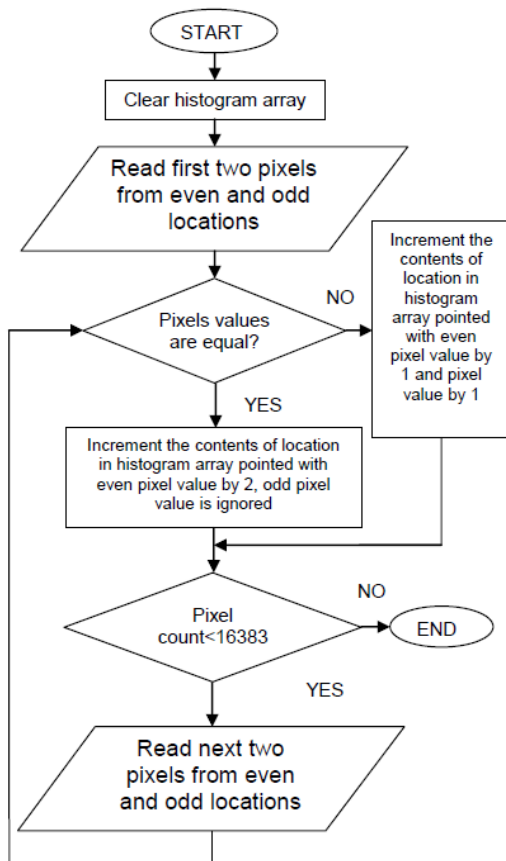 START
Clear histogram array
Read first two pixels
from even and odd
locations
Pixels values
are equal?
NO
Increment the
contents of
location in
histogram
array pointed
with even
pixel value by
1 and pixel
value by 1
YES
Increment the contents of location
in histogram array pointed with
even pixel value by 2, odd pixel
value is ignored
Pixel
count<16383
NO
END
YES
Read next two
pixels from even
and odd locations